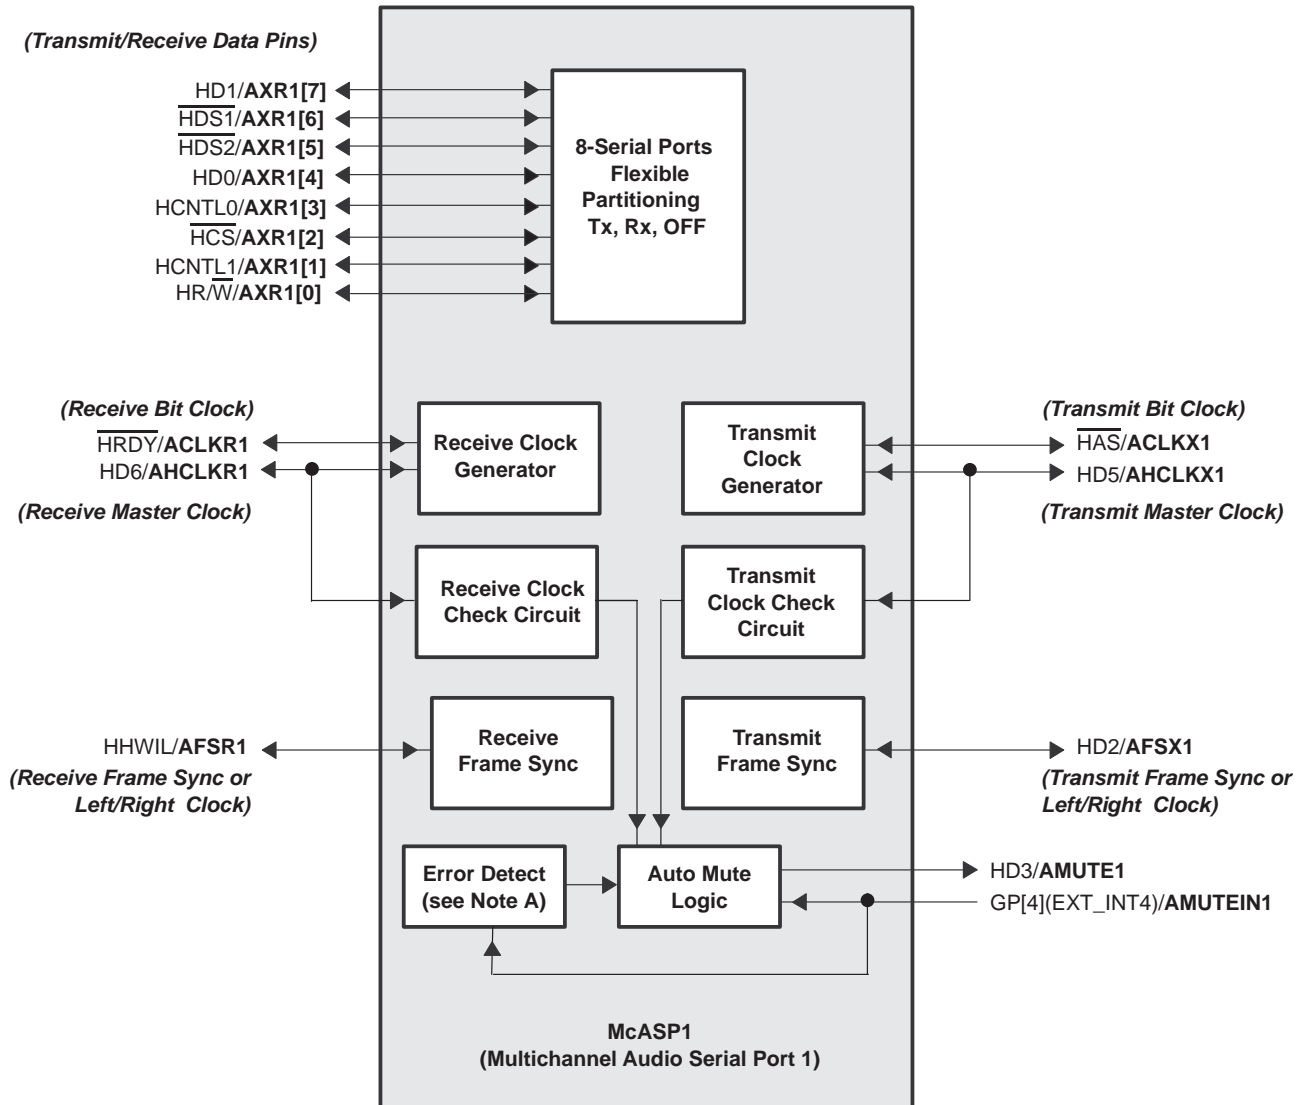 (Transmit/Receive Data Pins)
HD1/AXR1[7]
HDS1/AXR1[6]
HDS2/AXR1[5]
HD0/AXR1[4]
HCNTL0/AXR1[3]
HCS/AXR1[2]
HCNTL1/AXR1[1]
HR/W/AXR1[0]
8-Serial Ports
Flexible
Partitioning
Tx, Rx, OFF
(Receive Bit Clock)
HRDY/ACLKR1
HD6/AHCLKR1
(Receive Master Clock)
Receive Clock
Generator
Transmit
Clock
Generator
(Transmit Bit Clock)
HAS/ACLKX1
HD5/AHCLKX1
(Transmit Master Clock)
Receive Clock
Check Circuit
Transmit
Clock Check
Circuit
HHWIL/AFSR1
(Receive Frame Sync or
Left/Right Clock)
Receive
Frame Sync
Transmit
Frame Sync
HD2/AFSX1
(Transmit Frame Sync or
Left/Right Clock)
Error Detect
(see Note A)
Auto Mute
Logic
HD3/AMUTE1
GP[4](EXT_INT4)/AMUTEIN1
McASP1
(Multichannel Audio Serial Port 1)